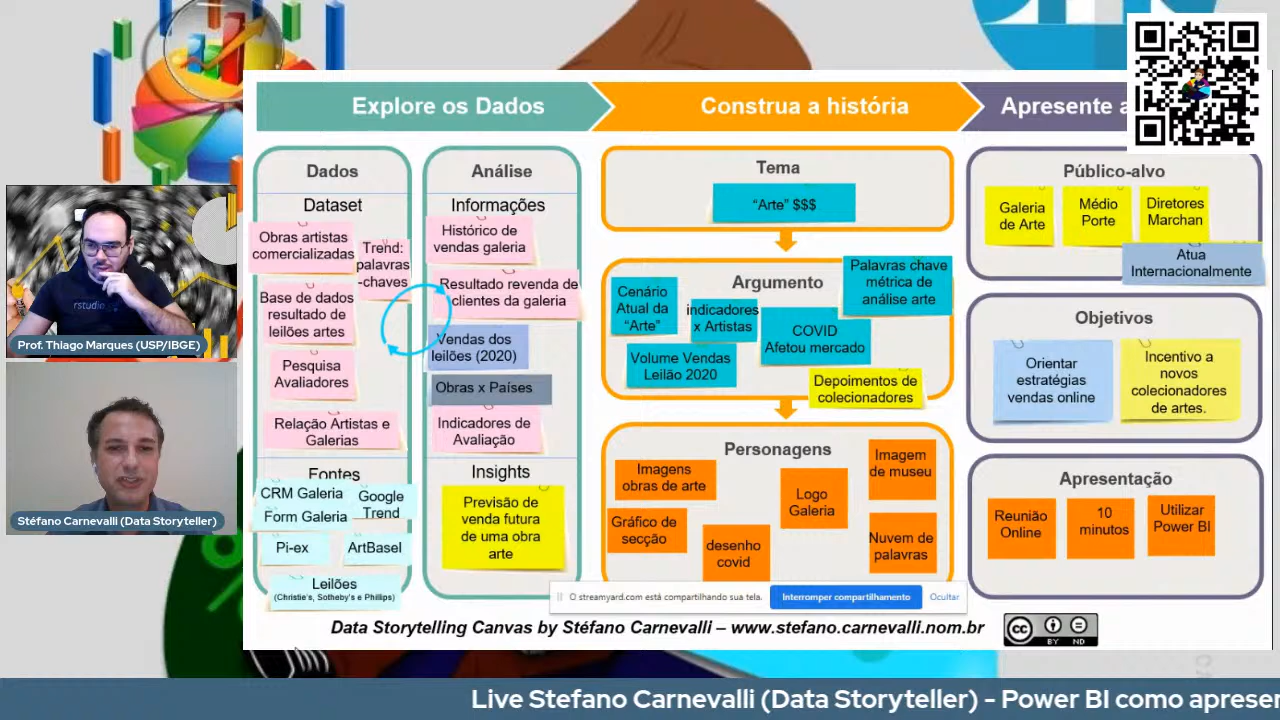 Explore os Dados
Construa a história
Apresente a
Dados
Dataset
Obras artistas
comercializadas
Trend:
palavras
-chaves
Base de dados
resultado de
leilões artes
Pesquisa
Avaliadores
Relação Artistas e
Galerias
Fontes
CRM Galeria
Form Galeria
Google
Trend
Pi-ex
ArtBasel
Leilões
(Christie's, Sotheby's e Phillips)
Análise
Informações
Histórico de
vendas galeria
Resultado revenda de
clientes da galeria
Vendas dos
leilões (2020)
Obras x Países
Indicadores de
Avaliação
Insights
Previsão de
venda futura
de uma obra
arte
Tema
“Arte” $$$
Argumento
Cenário
Atual da
“Arte”
indicadores
x Artistas
Palavras chave
métrica de
análise arte
COVID
Afetou mercado
Volume Vendas
Leilão 2020
Depoimentos de
colecionadores
Personagens
Imagens
obras de arte
Gráfico de
secção
desenho
covid
Logo
Galeria
Imagem
de museu
Nuvem de
palavras
Público-alvo
Galeria
de Arte
Médio
Porte
Diretores
Marchan
Atua
Internacionalmente
Objetivos
Orientar
estratégias
vendas online
Incentivo a
novos
colecionadores
de artes.
Apresentação
Reunião
Online
10
minutos
Utilizar
Power BI
O streamyard.com está compartilhando sua tela.
Interromper compartilhamento
Ocultar
Data Storytelling Canvas by Stéfano Carnevalli – www.stefano.carnevalli.nom.br
cc
BY ND
rstudio
Prof. Thiago Marques (USP/IBGE)
Stéfano Carnevalli (Data Storyteller)
Live Stefano Carnevalli (Data Storyteller) - Power BI como apreser